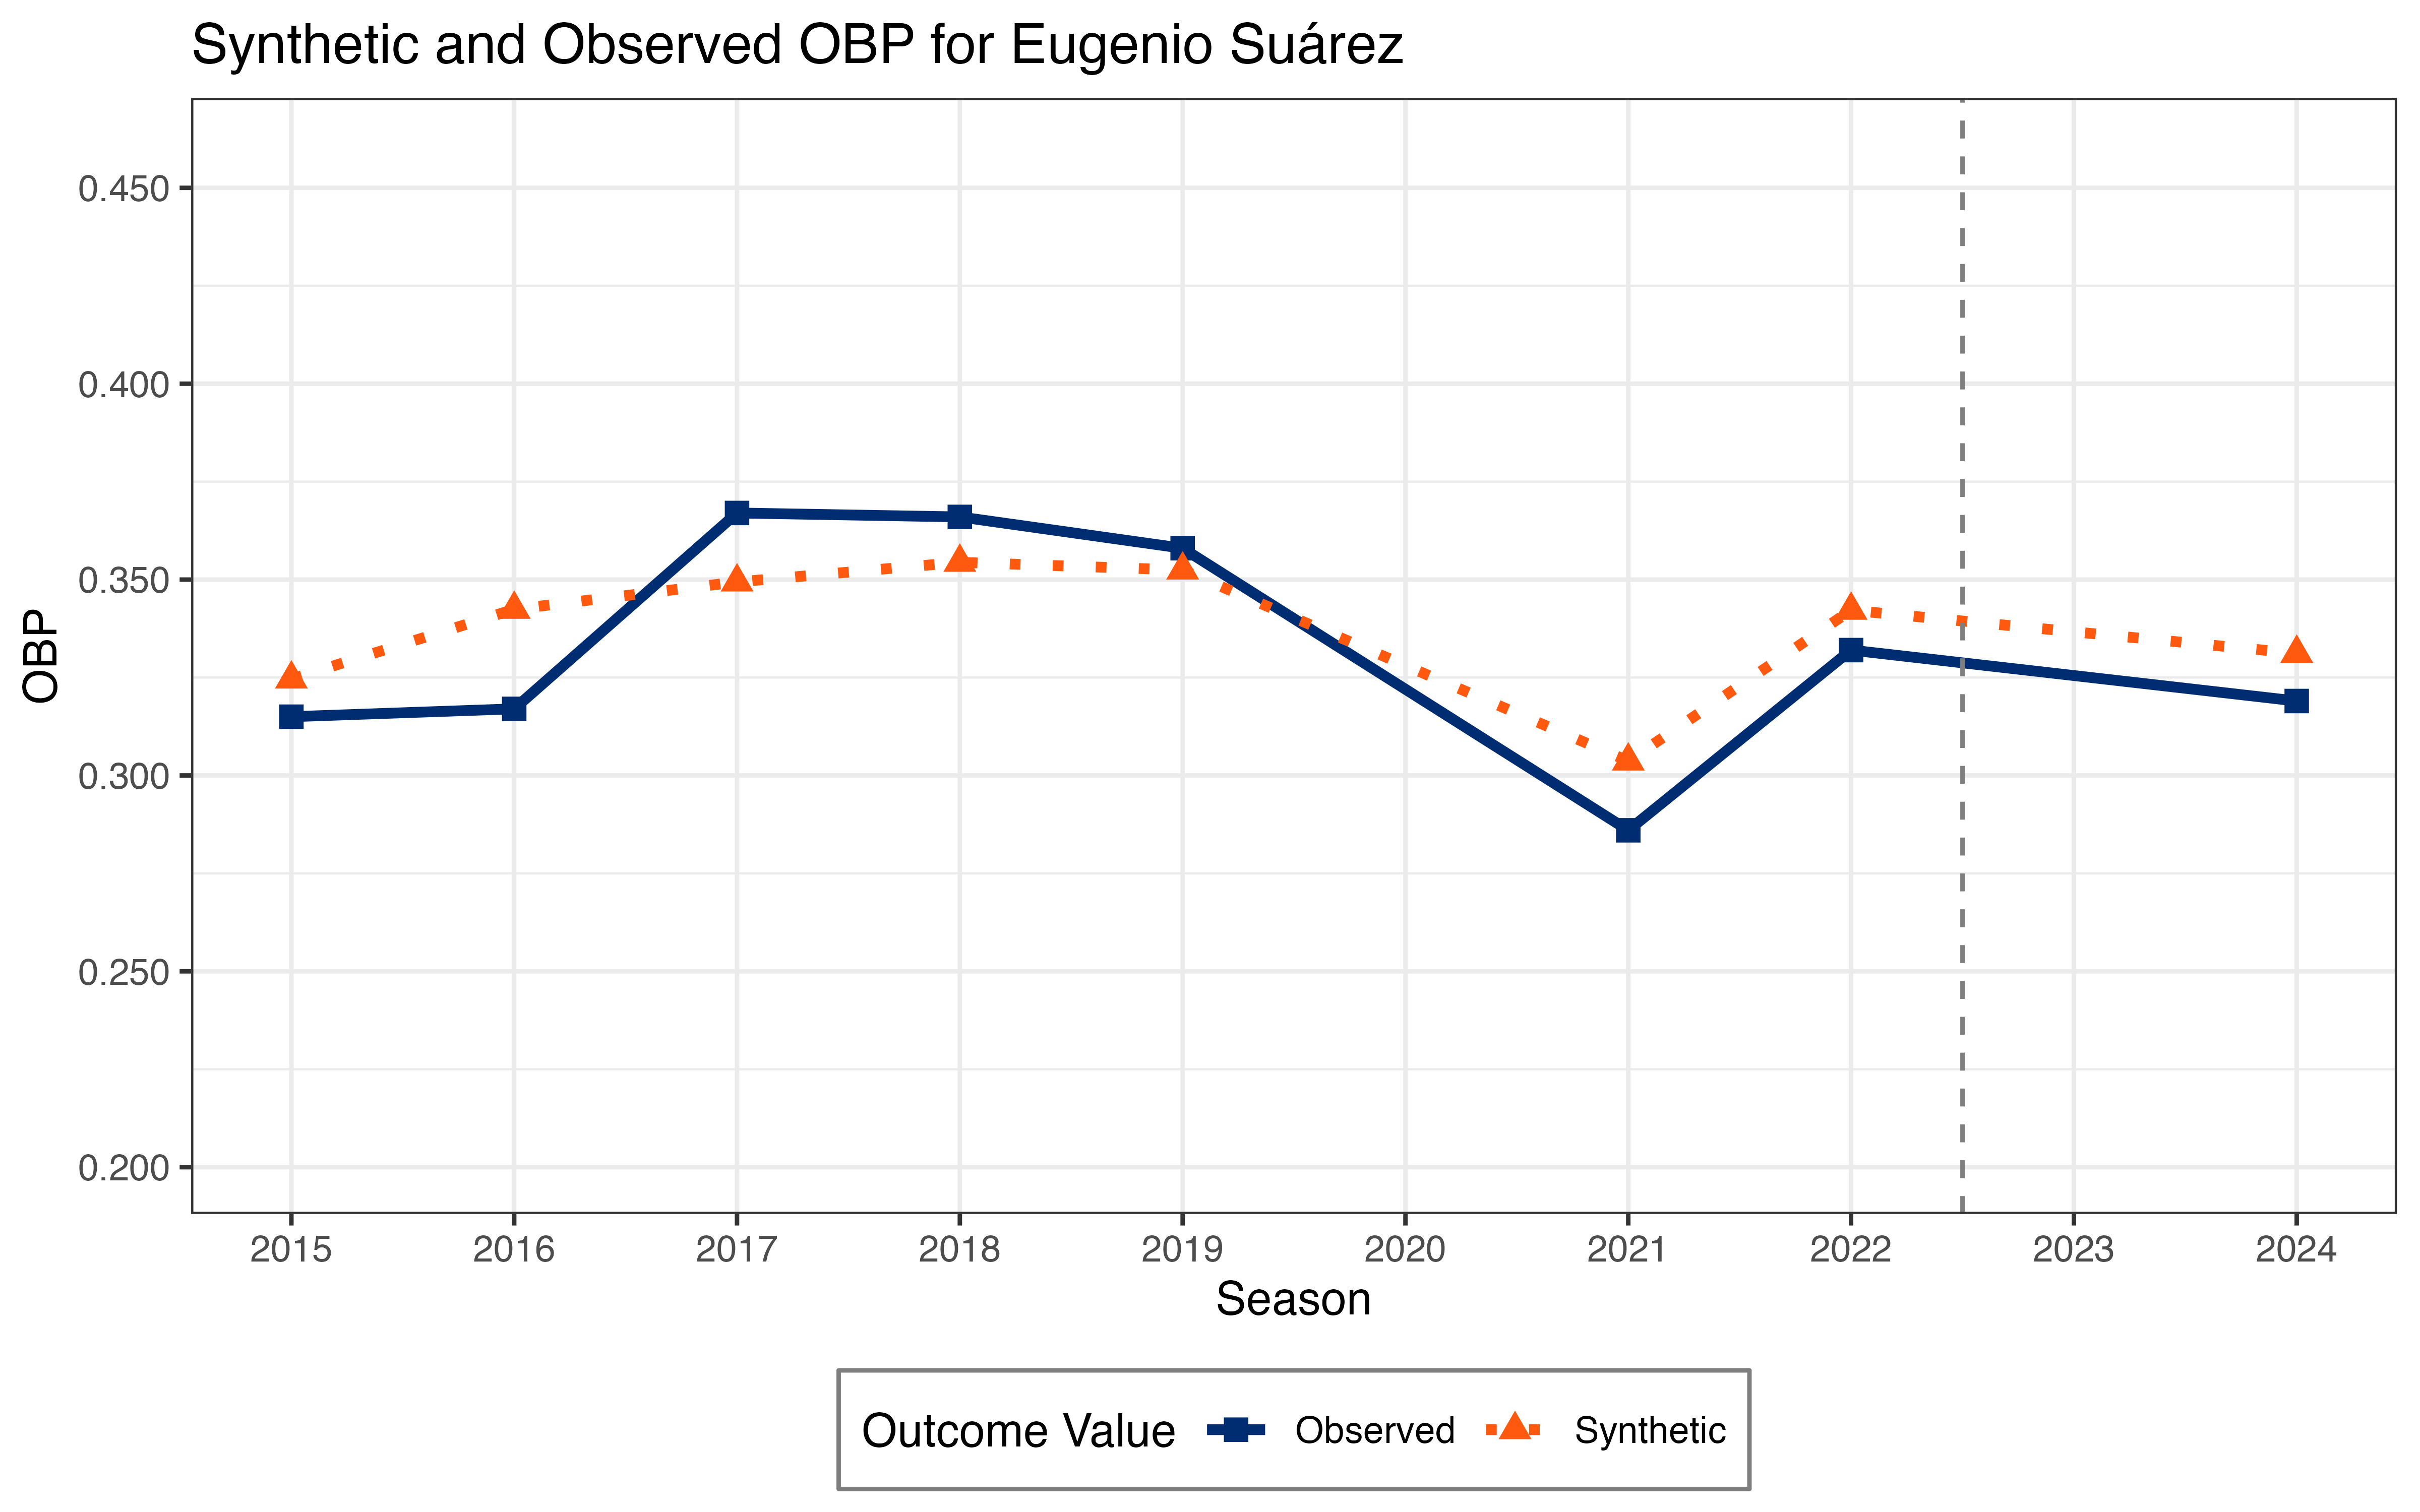 Synthetic and Observed OBP for Eugenio Suárez
0.450
0.400
0.350
0.300
0.250
0.200
OBP
2015 2016 2017 2018 2019 2020 2021 2022 2023 2024
Season
Outcome Value Observed Synthetic